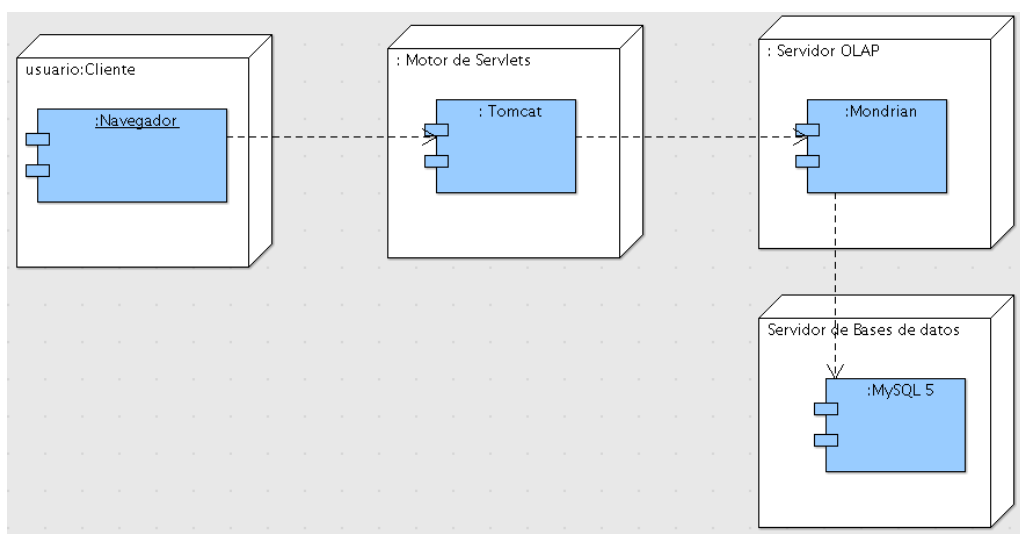 usuario:Cliente
:Navegador
: Motor de Servlets
: Tomcat
: Servidor OLAP
:Mondrian
Servidor de Bases de datos
:MySQL 5